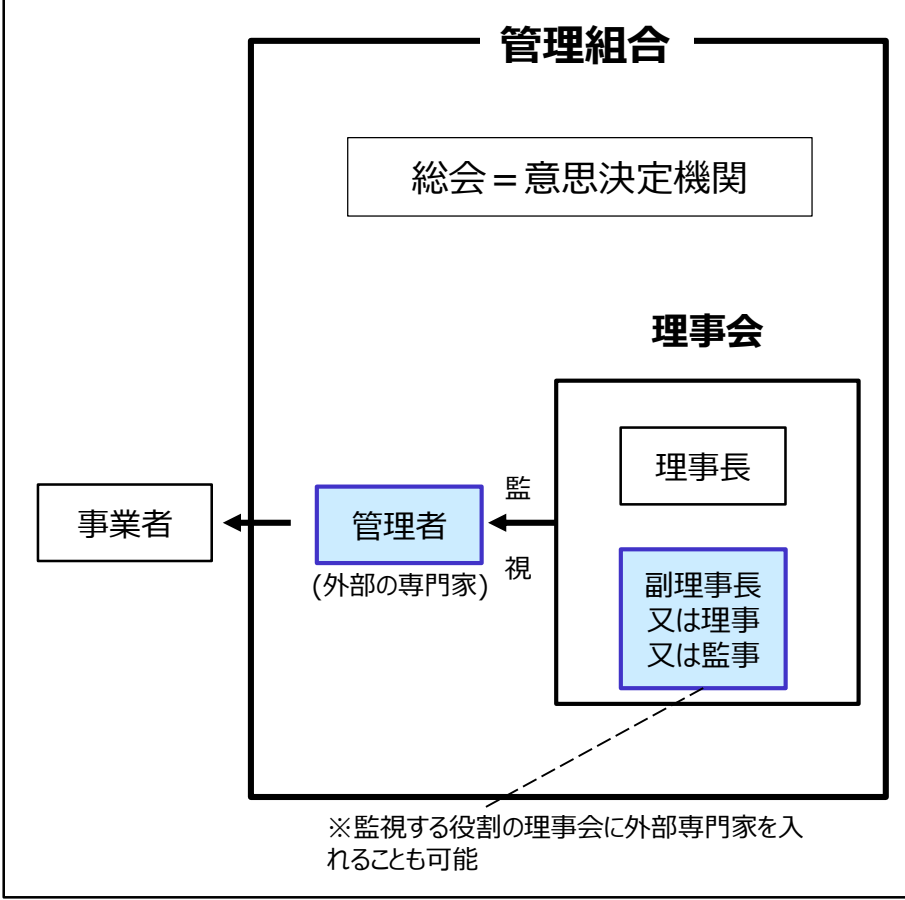 管理組合
総会＝意思決定機関
理事会
理事長
監
視
事業者
管理者
(外部の専門家)
副理事長
又は理事
又は監事
※監視する役割の理事会に外部専門家を入
れることも可能